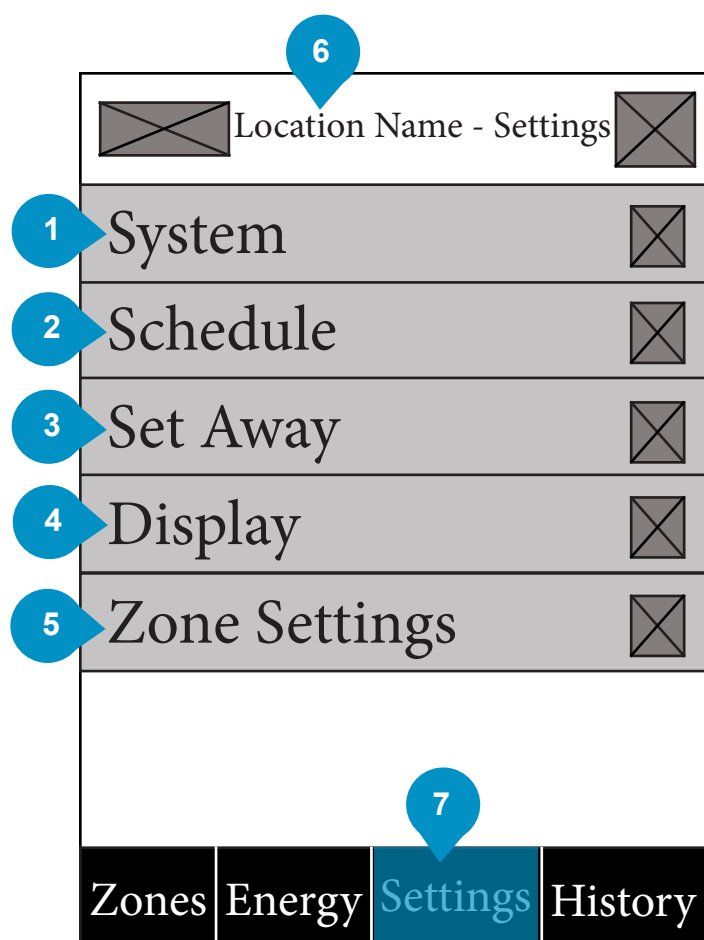 6
Location Name - Settings
1 System
2 Schedule
3 Set Away
4 Display
5 Zone Settings
7
Zones Energy Settings History